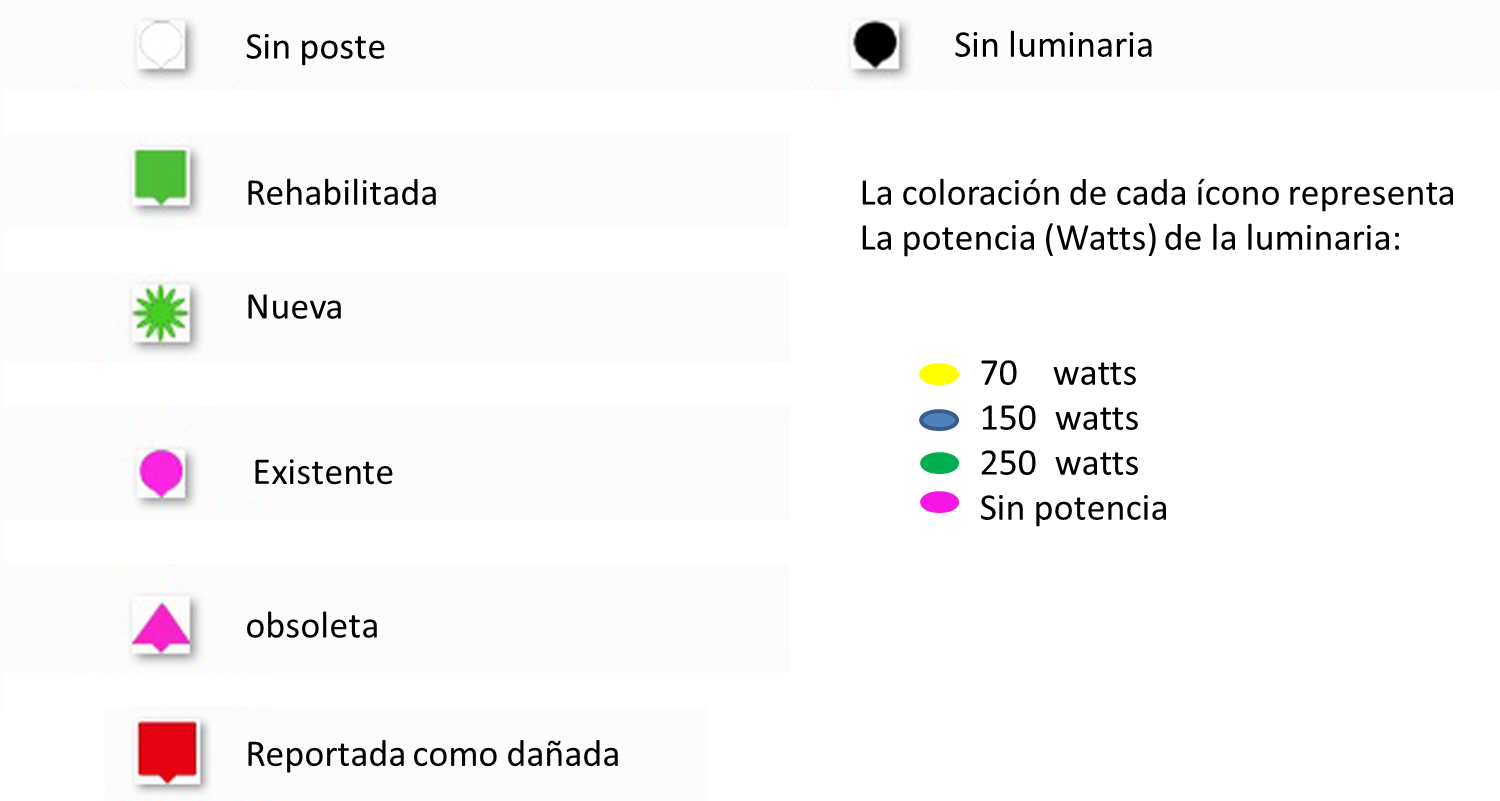 Sin poste
Sin luminaria
Rehabilitada
Nueva
Existente
obsoleta
Reportada como dañada
La coloración de cada ícono representa
La potencia (Watts) de la luminaria:
70 watts
150 watts
250 watts
Sin potencia